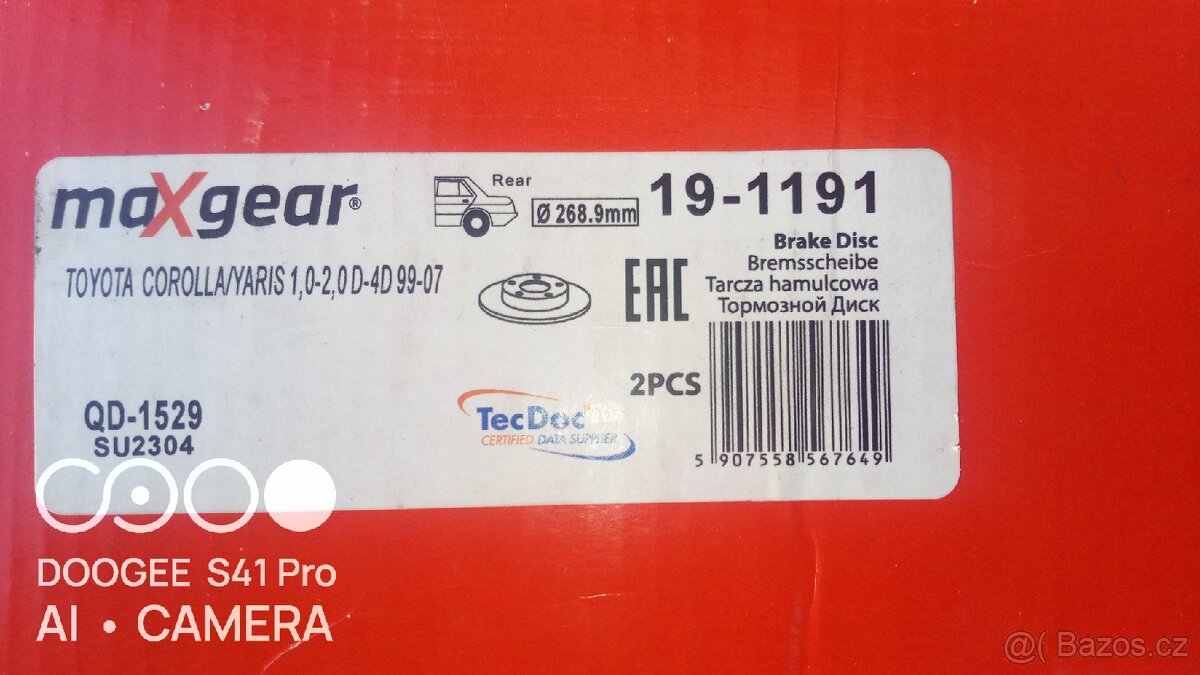 maXgear®
Rear
Ø 268.9mm
19-1191
TOYOTA COROLLA/YARIS 1,0-2,0 D-4D 99-07
EAC
Brake Disc
Bremsscheibe
Tarcza hamulcowa
Тормозной Диск
2PCS
QD-1529
SU2304
TecDoc
CERTIFIED DATA SUPPLIER
5 907558 567649
DOOGEE S41 Pro
AI • CAMERA
@( Bazos.cz